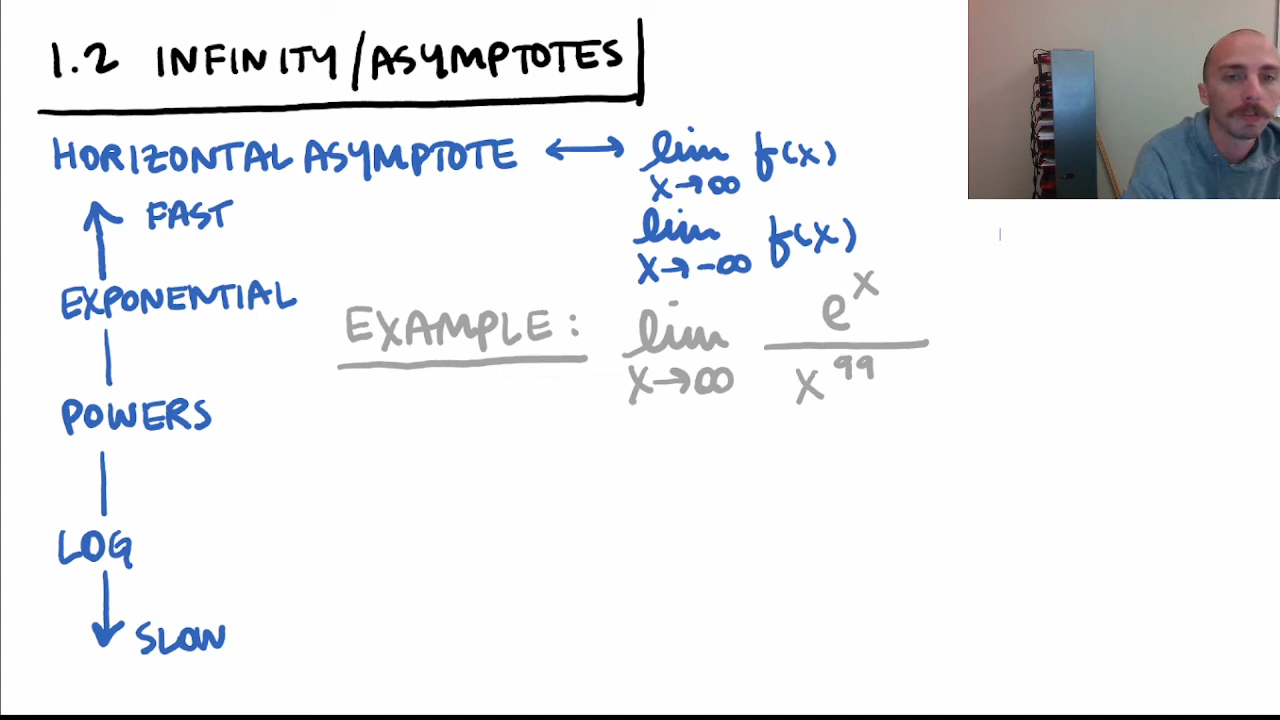 1.2 INFINITY/ASYMPTOTES
HORIZONTAL ASYMPTOTE ↔ lim x→∞ f(x)
lim x→-∞ f(x)
FAST
EXPONENTIAL
EXAMPLE: lim x→∞ e^x / x^99
POWERS
LOG
SLOW